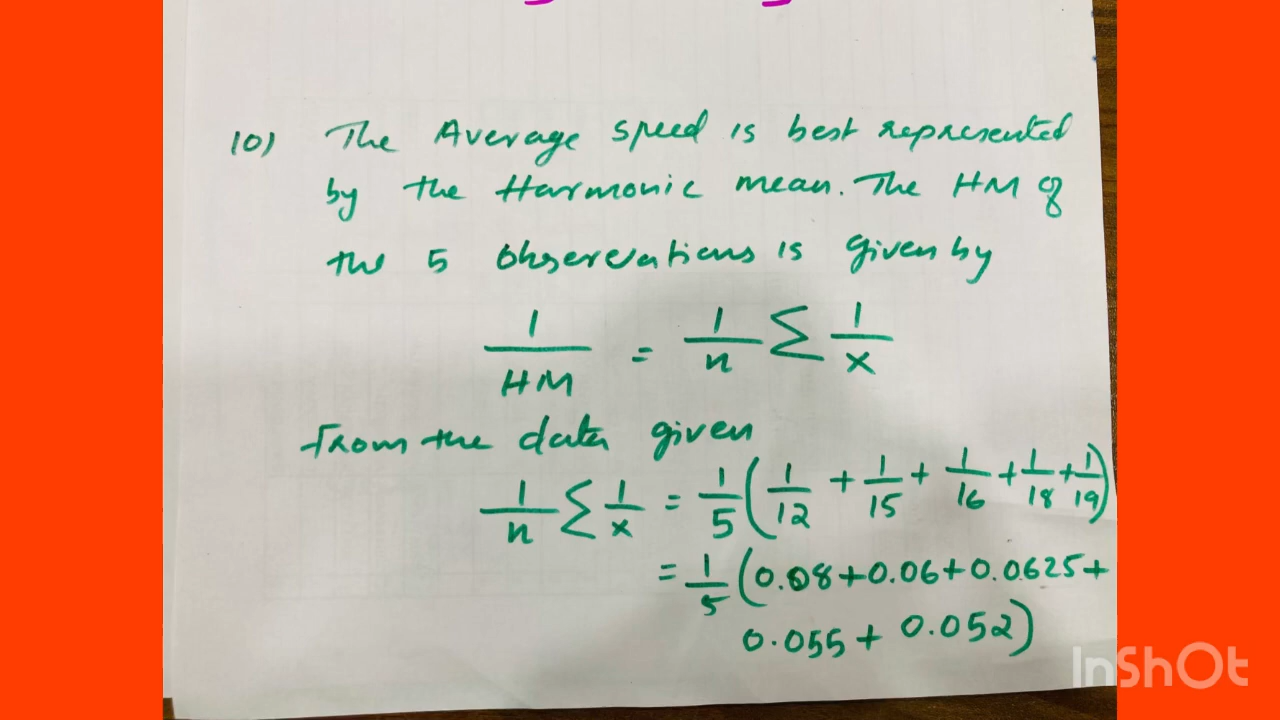 10) The Average speed is best represented
by the Harmonic mean. The HM of
the 5 observations is given by
1/HM = 1/n Σ 1/x
From the data given
1/n Σ 1/x = 1/5 (1/12 + 1/15 + 1/16 + 1/18 + 1/19)
= 1/5 (0.08+0.06+0.0625+
0.055+ 0.052)
InShOt